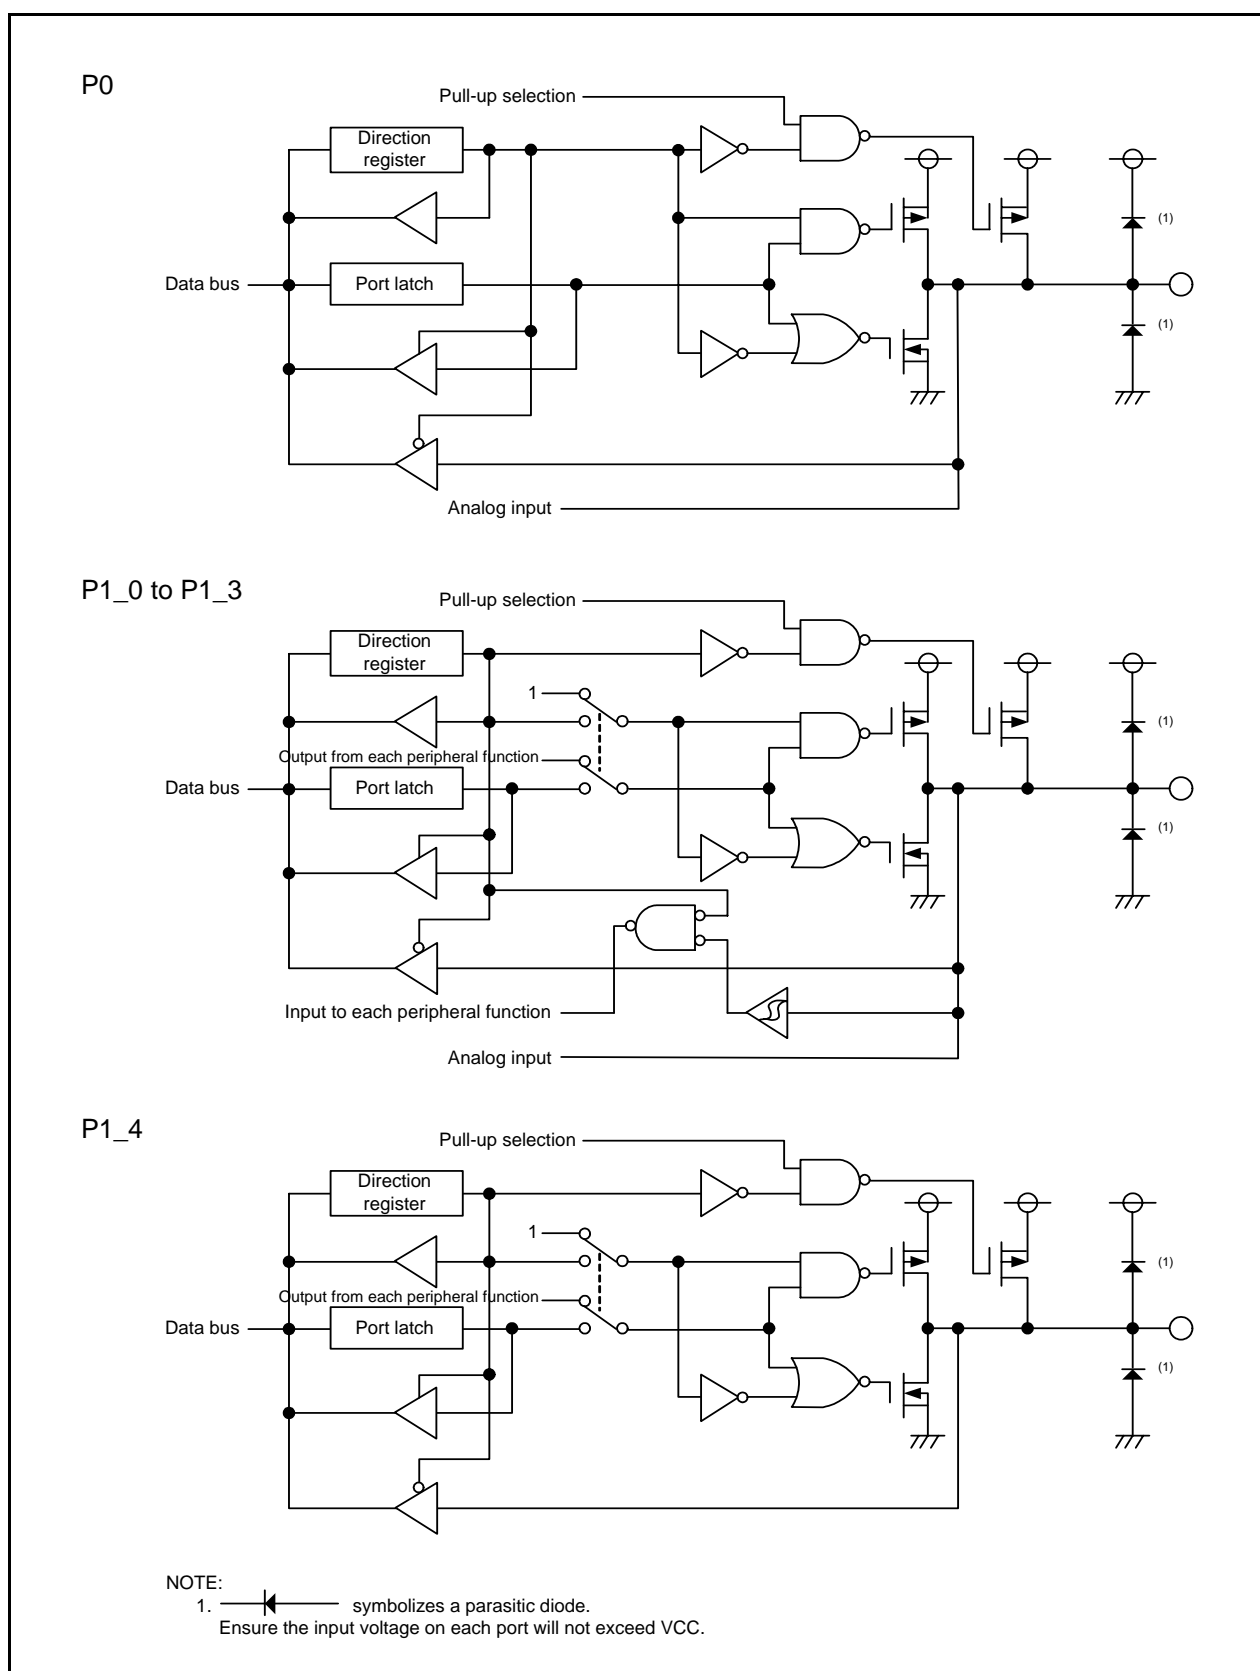 P0
Pull-up selection
Direction
register
(1)
Data bus
Port latch
(1)
Analog input
P1_0 to P1_3
Pull-up selection
Direction
register
1
(1)
Output from each peripheral function
Data bus
Port latch
(1)
Input to each peripheral function
Analog input
P1_4
Pull-up selection
Direction
register
1
(1)
Output from each peripheral function
Data bus
Port latch
(1)
NOTE:
1. symbolizes a parasitic diode.
Ensure the input voltage on each port will not exceed VCC.